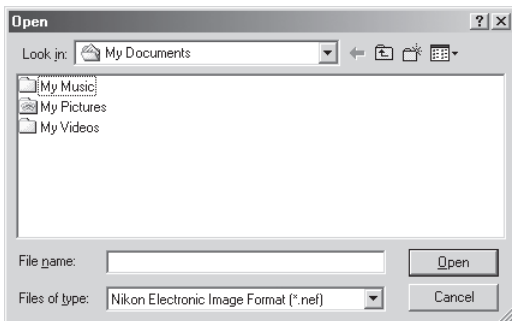 Open
Look in: My Documents
My Music
My Pictures
My Videos
File name: Open
Files of type: Nikon Electronic Image Format (*.nef) Cancel